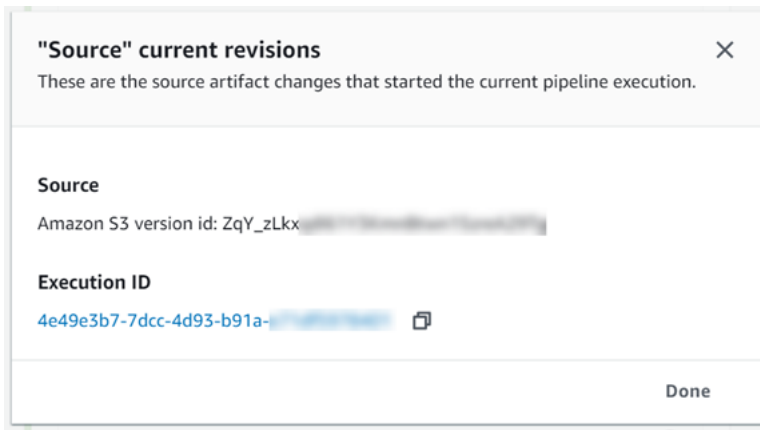 "Source" current revisions
These are the source artifact changes that started the current pipeline execution.
Source
Amazon S3 version id: ZqY_zLkx
Execution ID
4e49e3b7-7dcc-4d93-b91a-
Done